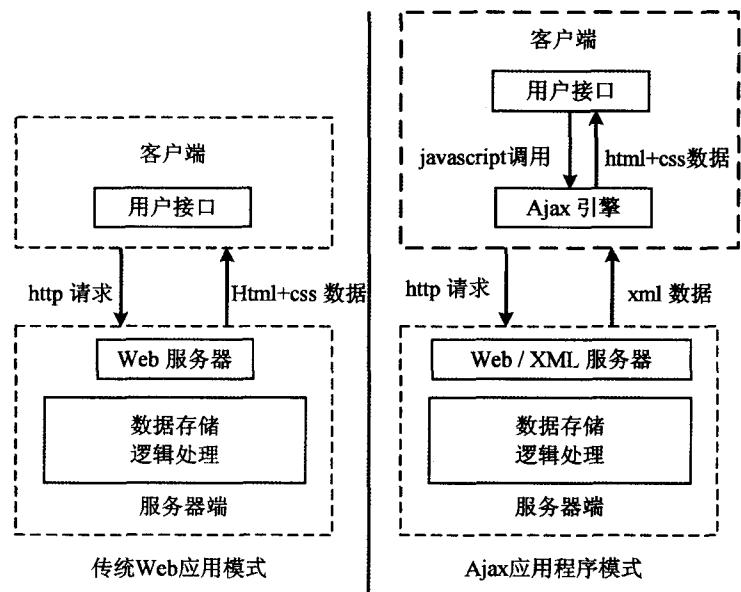 客户端
用户接口
http 请求
Html+css 数据
Web 服务器
数据存储
逻辑处理
服务器端
传统Web应用模式
客户端
用户接口
javascript调用
html+css数据
Ajax 引擎
http 请求
xml 数据
Web / XML 服务器
数据存储
逻辑处理
服务器端
Ajax应用程序模式